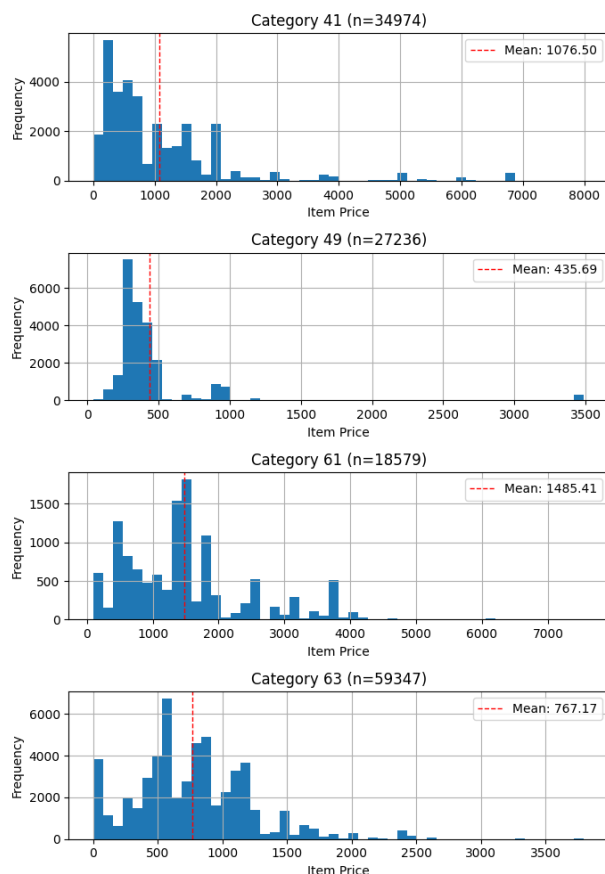 Category 41 (n=34974)
Mean: 1076.50
Frequency
4000
2000
0
0 1000 2000 3000 4000 5000 6000 7000 8000
Item Price
Category 49 (n=27236)
Mean: 435.69
Frequency
6000
4000
2000
0
0 500 1000 1500 2000 2500 3000 3500
Item Price
Category 61 (n=18579)
Mean: 1485.41
Frequency
1500
1000
500
0
0 1000 2000 3000 4000 5000 6000 7000
Item Price
Category 63 (n=59347)
Mean: 767.17
Frequency
6000
4000
2000
0
0 500 1000 1500 2000 2500 3000 3500
Item Price